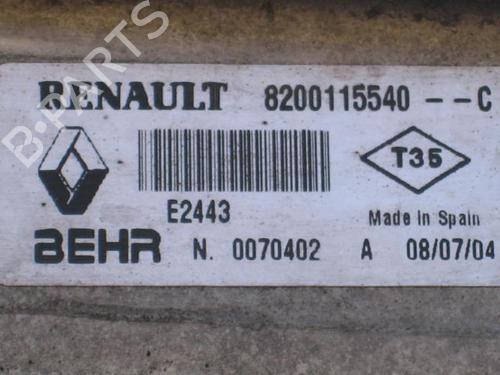 B-PARTS
RENAULT 8200115540 --C
T35
E2443 Made In Spain
BEHR N. 0070402 A 08/07/04